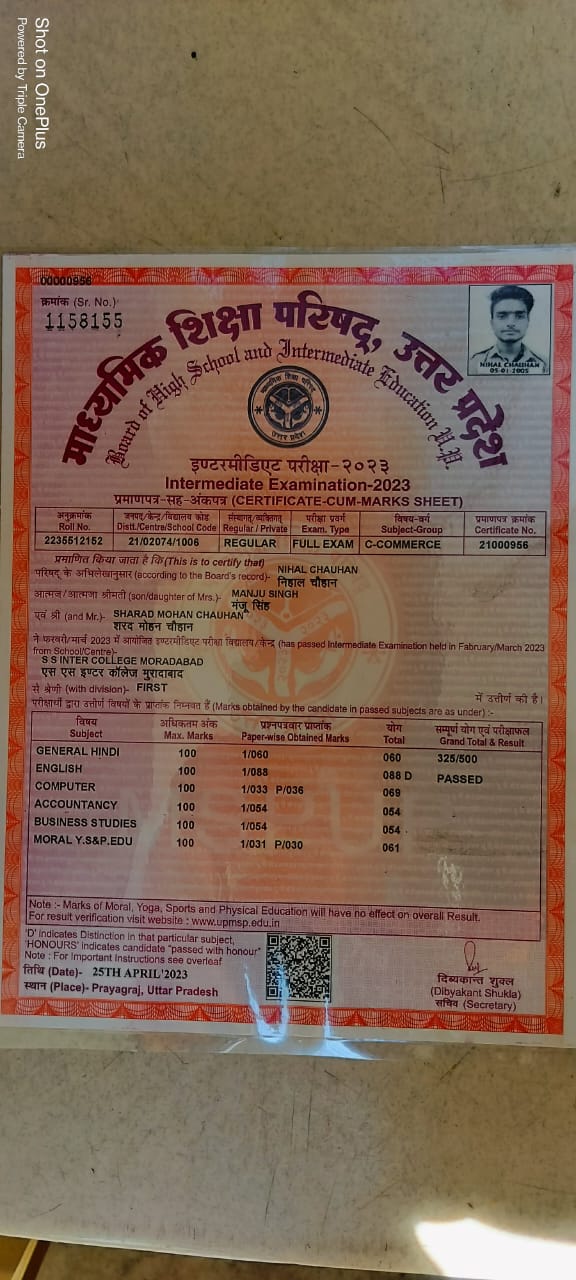 Shot on OnePlus
Powered by Triple Camera
00000956
क्रमांक (Sr. No.)
1158155
माध्यमिक शिक्षा परिषद्, उत्तर प्रदेश
Board of High School and Intermediate Education U.P.
NIHAL CHAUHAN
05-01-2005
माध्यमिक शिक्षा परिषद्
उत्तर प्रदेश
इण्टरमीडिएट परीक्षा-२०२३
Intermediate Examination-2023
प्रमाणपत्र-सह-अंकपत्र (CERTIFICATE-CUM-MARKS SHEET)
अनुक्रमांक जनपद/केन्द्र/विद्यालय कोड संस्थागत/व्यक्तिगत परीक्षा प्रवर्ग विषय-वर्ग प्रमाणपत्र क्रमांक
Roll No. Distt./Centre/School Code Regular / Private Exam. Type Subject-Group Certificate No.
2235512152 21/02074/1006 REGULAR FULL EXAM C-COMMERCE 21000956
प्रमाणित किया जाता है कि (This is to certify that)
परिषद् के अभिलेखानुसार (according to the Board's record)- NIHAL CHAUHAN
निहाल चौहान
आत्मज/आत्मजा श्रीमती (son/daughter of Mrs.)- MANJU SINGH
मंजू सिंह
एवं श्री (and Mr.)- SHARAD MOHAN CHAUHAN
शरद मोहन चौहान
ने फरवरी/मार्च 2023 में आयोजित इण्टरमीडिएट परीक्षा विद्यालय/केन्द्र (has passed Intermediate Examination held in Fabruary/March 2023
from School/Centre)-
S S INTER COLLEGE MORADABAD
एस एस इण्टर कॉलेज मुरादाबाद
से श्रेणी (with division)- FIRST में उत्तीर्ण की है।
परीक्षार्थी द्वारा उत्तीर्ण विषयों के प्राप्तांक निम्नवत हैं (Marks obtained by the candidate in passed subjects are as under) :-
विषय अधिकतम अंक प्रश्नपत्रवार प्राप्तांक योग सम्पूर्ण योग एवं परीक्षाफल
Subject Max. Marks Paper-wise Obtained Marks Total Grand Total & Result
GENERAL HINDI 100 1/060 060 325/500
ENGLISH 100 1/088 088 D PASSED
COMPUTER 100 1/033 P/036 069
ACCOUNTANCY 100 1/054 054
BUSINESS STUDIES 100 1/054 054
MORAL Y.S&P.EDU 100 1/031 P/030 061
Note :- Marks of Moral, Yoga, Sports and Physical Education will have no effect on overall Result.
For result verification visit website : www.upmsp.edu.in
'D' indicates Distinction in that particular subject,
'HONOURS' indicates candidate "passed with honour"
Note : For Important Instructions see overleaf
तिथि (Date)- 25TH APRIL'2023
स्थान (Place)- Prayagraj, Uttar Pradesh
दिब्यकान्त शुक्ल
(Dibyakant Shukla)
सचिव (Secretary)